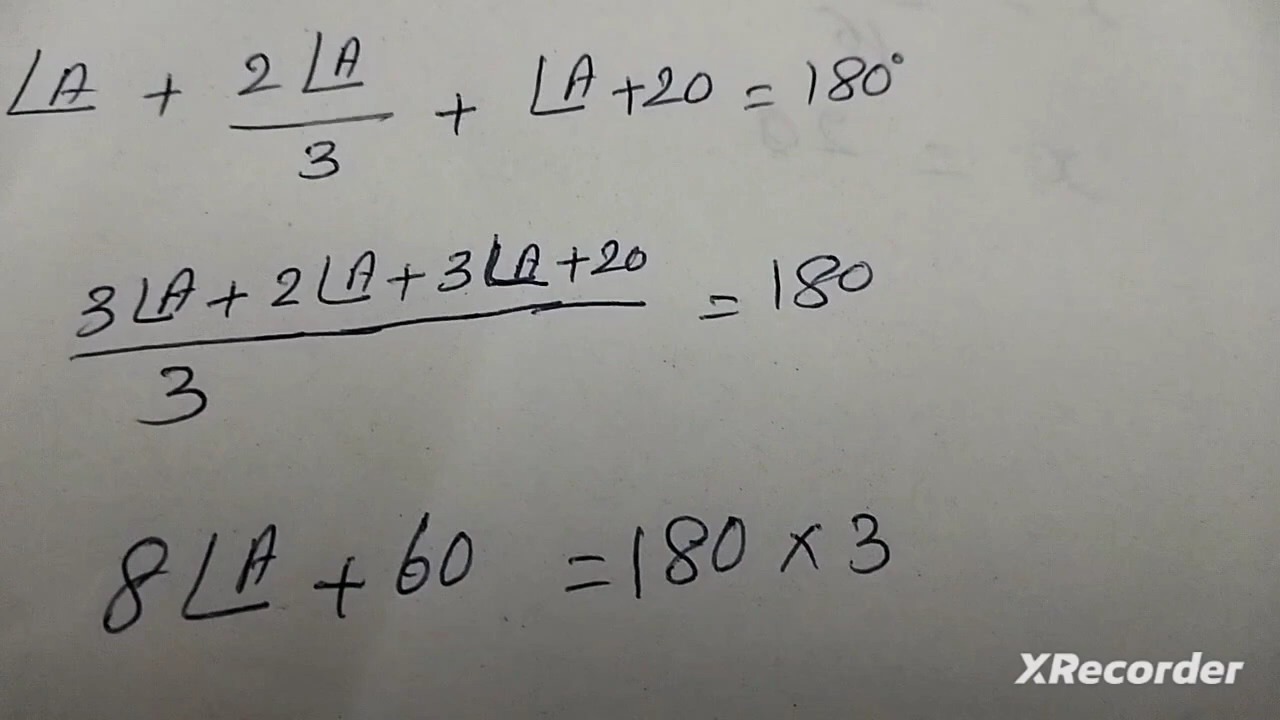 ∠A + 2∠A/3 + ∠A + 20 = 180°
3∠A + 2∠A + 3∠A + 20 / 3 = 180
8∠A + 60 = 180 × 3
XRecorder